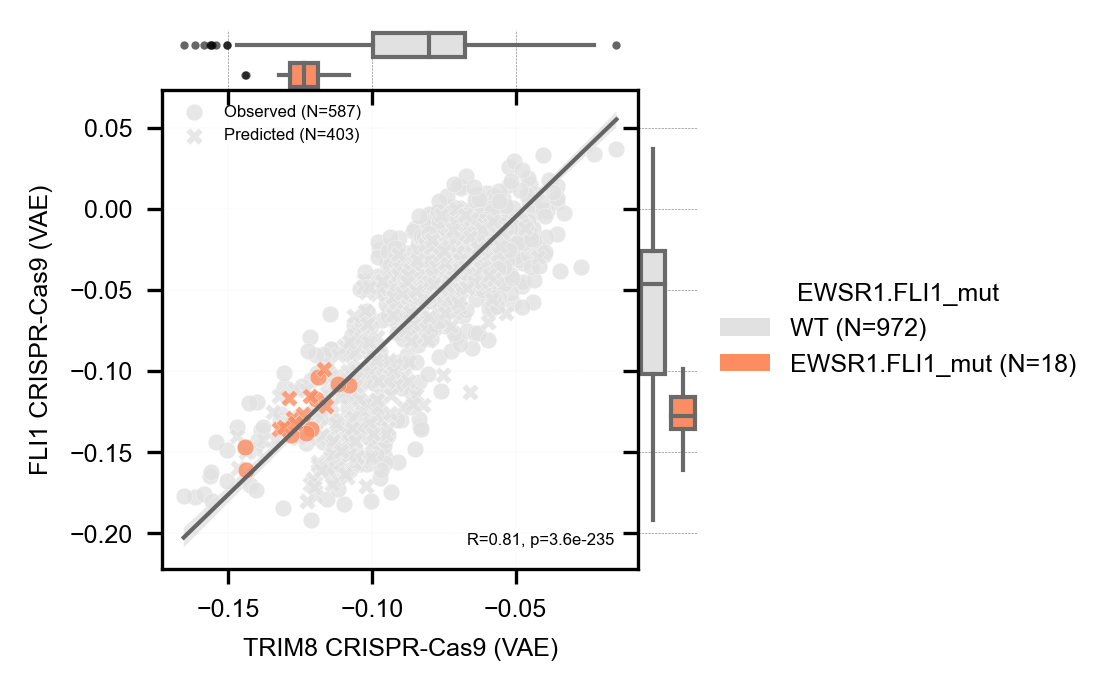 Observed (N=587)
Predicted (N=403)
0.05
0.00
−0.05
−0.10
−0.15
−0.20
FLI1 CRISPR-Cas9 (VAE)
R=0.81, p=3.6e-235
−0.15
−0.10
−0.05
TRIM8 CRISPR-Cas9 (VAE)
EWSR1.FLI1_mut
WT (N=972)
EWSR1.FLI1_mut (N=18)